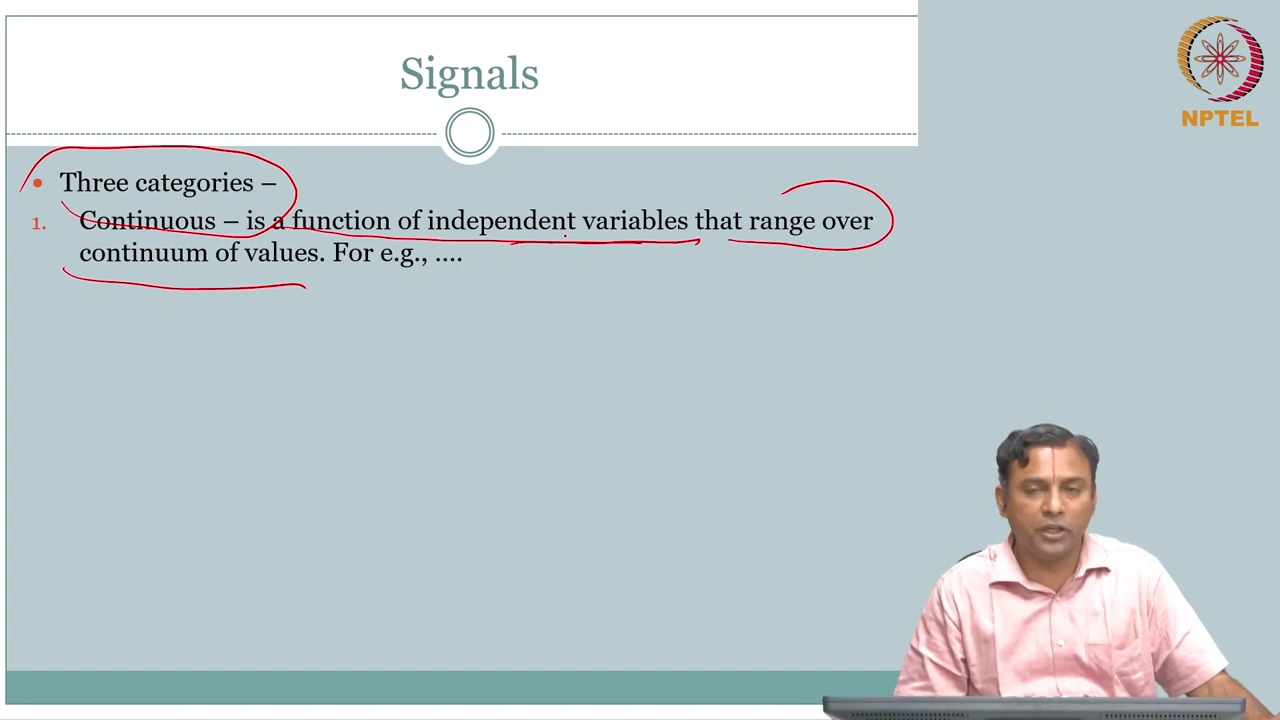 Signals
NPTEL
• Three categories –
1. Continuous – is a function of independent variables that range over
continuum of values. For e.g., ....